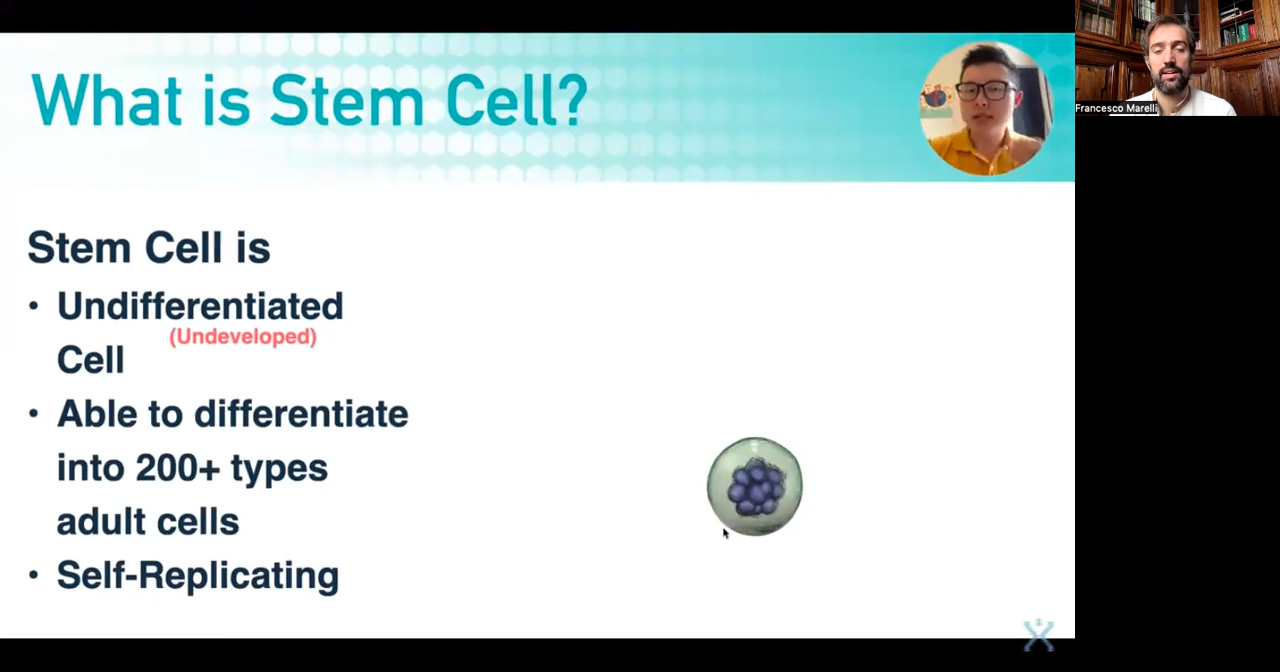 What is Stem Cell?
Francesco Marelli
Stem Cell is
• Undifferentiated
(Undeveloped)
Cell
• Able to differentiate
into 200+ types
adult cells
• Self-Replicating